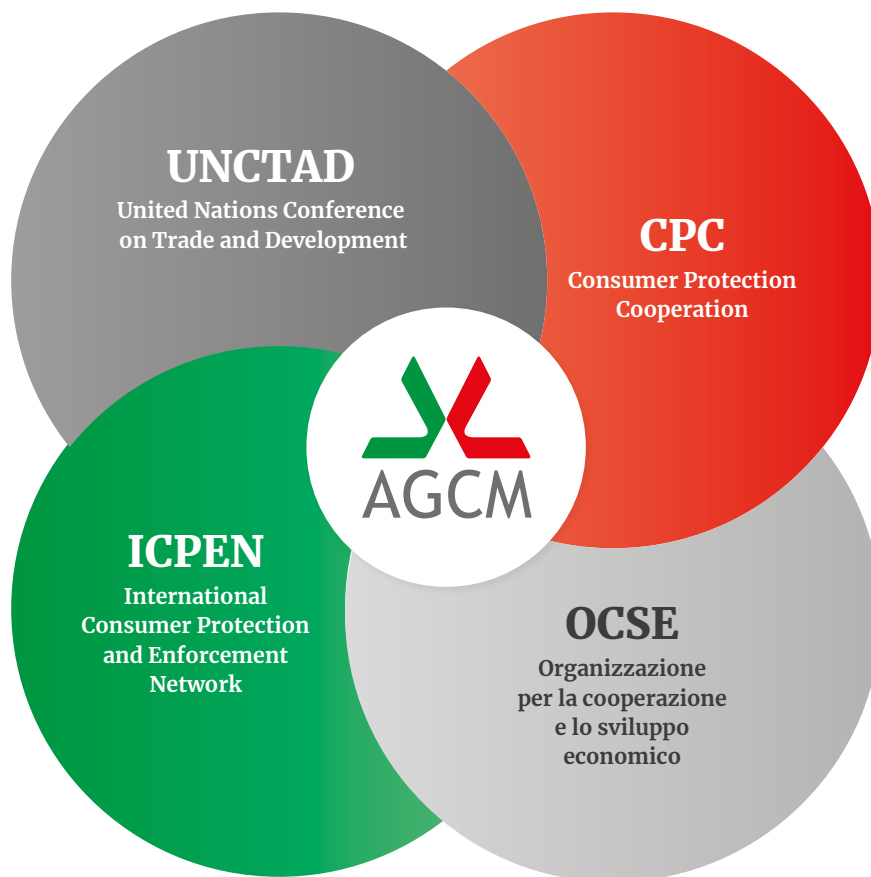 UNCTAD
United Nations Conference
on Trade and Development
CPC
Consumer Protection
Cooperation
AGCM
ICPEN
International
Consumer Protection
and Enforcement
Network
OCSE
Organizzazione
per la cooperazione
e lo sviluppo
economico